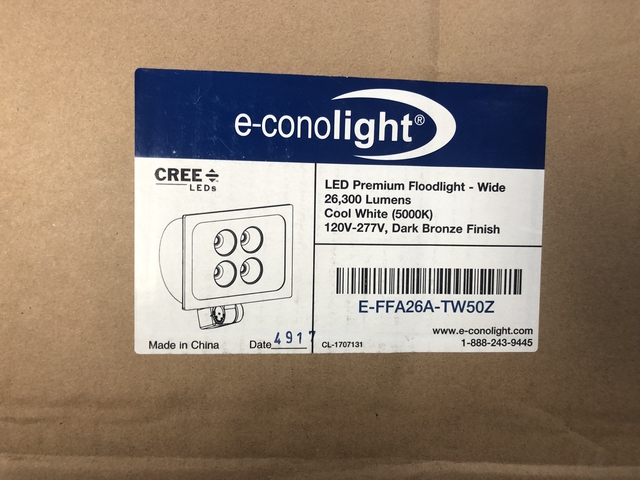 e-conolight®
CREE
LEDs
LED Premium Floodlight - Wide
26,300 Lumens
Cool White (5000K)
120V-277V, Dark Bronze Finish
E-FFA26A-TW50Z
www.e-conolight.com
1-888-243-9445
Made in China
Date 4917
CL-1707131